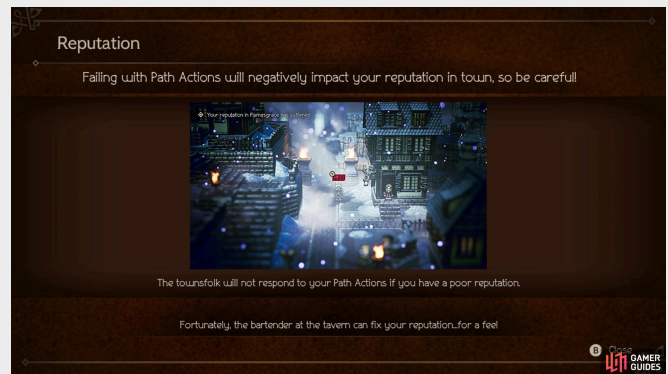 Reputation
Failing with Path Actions will negatively impact your reputation in town, so be careful!
Your reputation in Flamesgrace has suffered
The townsfolk will not respond to your Path Actions if you have a poor reputation.
Fortunately, the bartender at the tavern can fix your reputation...for a fee!
B Close
GAMER
GUIDES